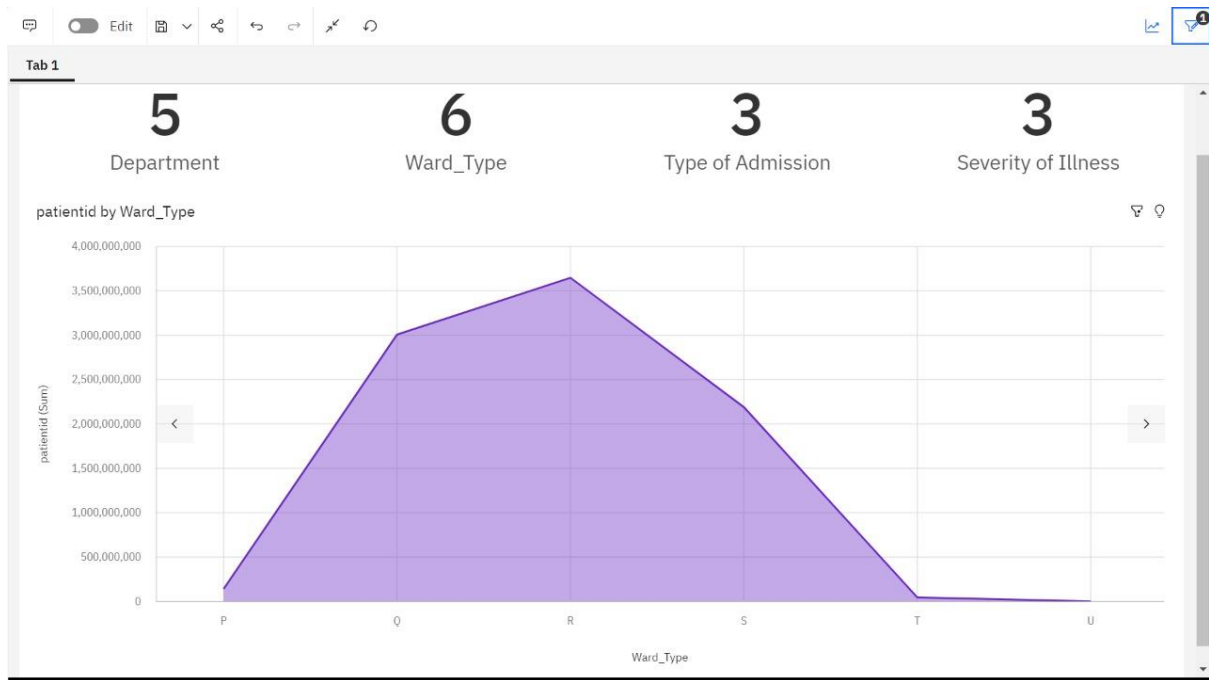 Edit
1
Tab 1
5 6 3 3
Department Ward_Type Type of Admission Severity of Illness
patientid by Ward_Type
4,000,000,000
3,500,000,000
3,000,000,000
2,500,000,000
2,000,000,000
1,500,000,000
1,000,000,000
500,000,000
0
patientid (Sum)
P Q R S T U
Ward_Type